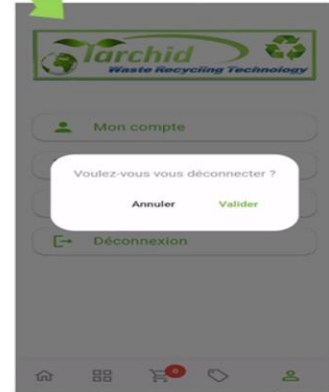 Tarchid
Waste Recycling Technology
Mon compte
Voulez-vous vous déconnecter ?
Annuler Valider
Déconnexion